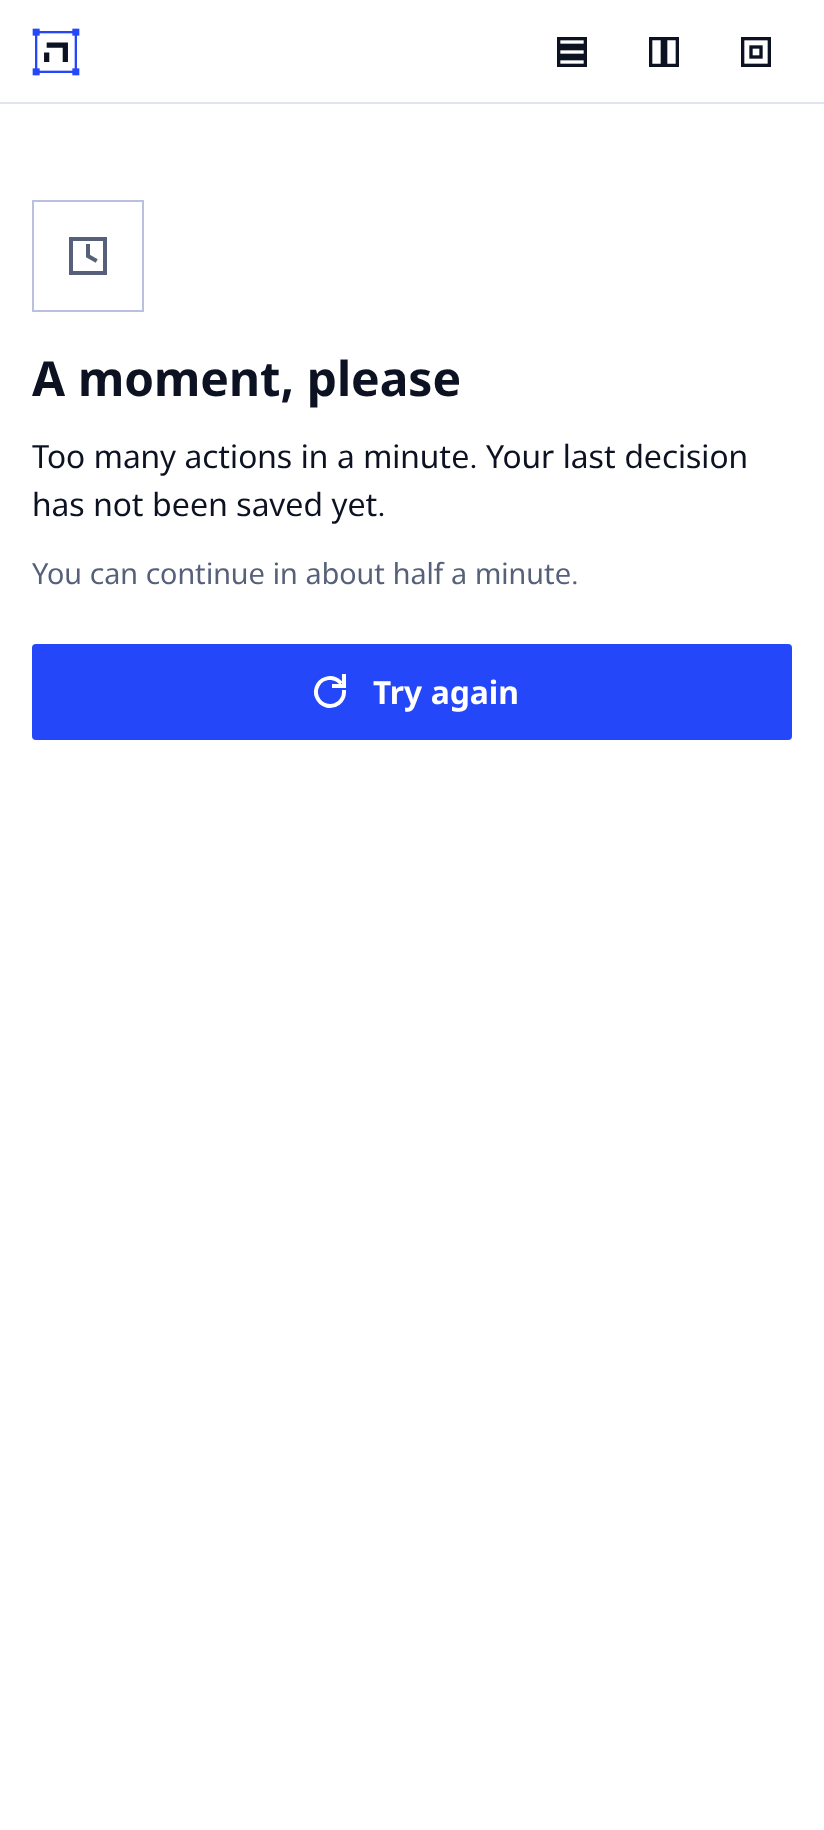 A moment, please
Too many actions in a minute. Your last decision
has not been saved yet.
You can continue in about half a minute.
Try again